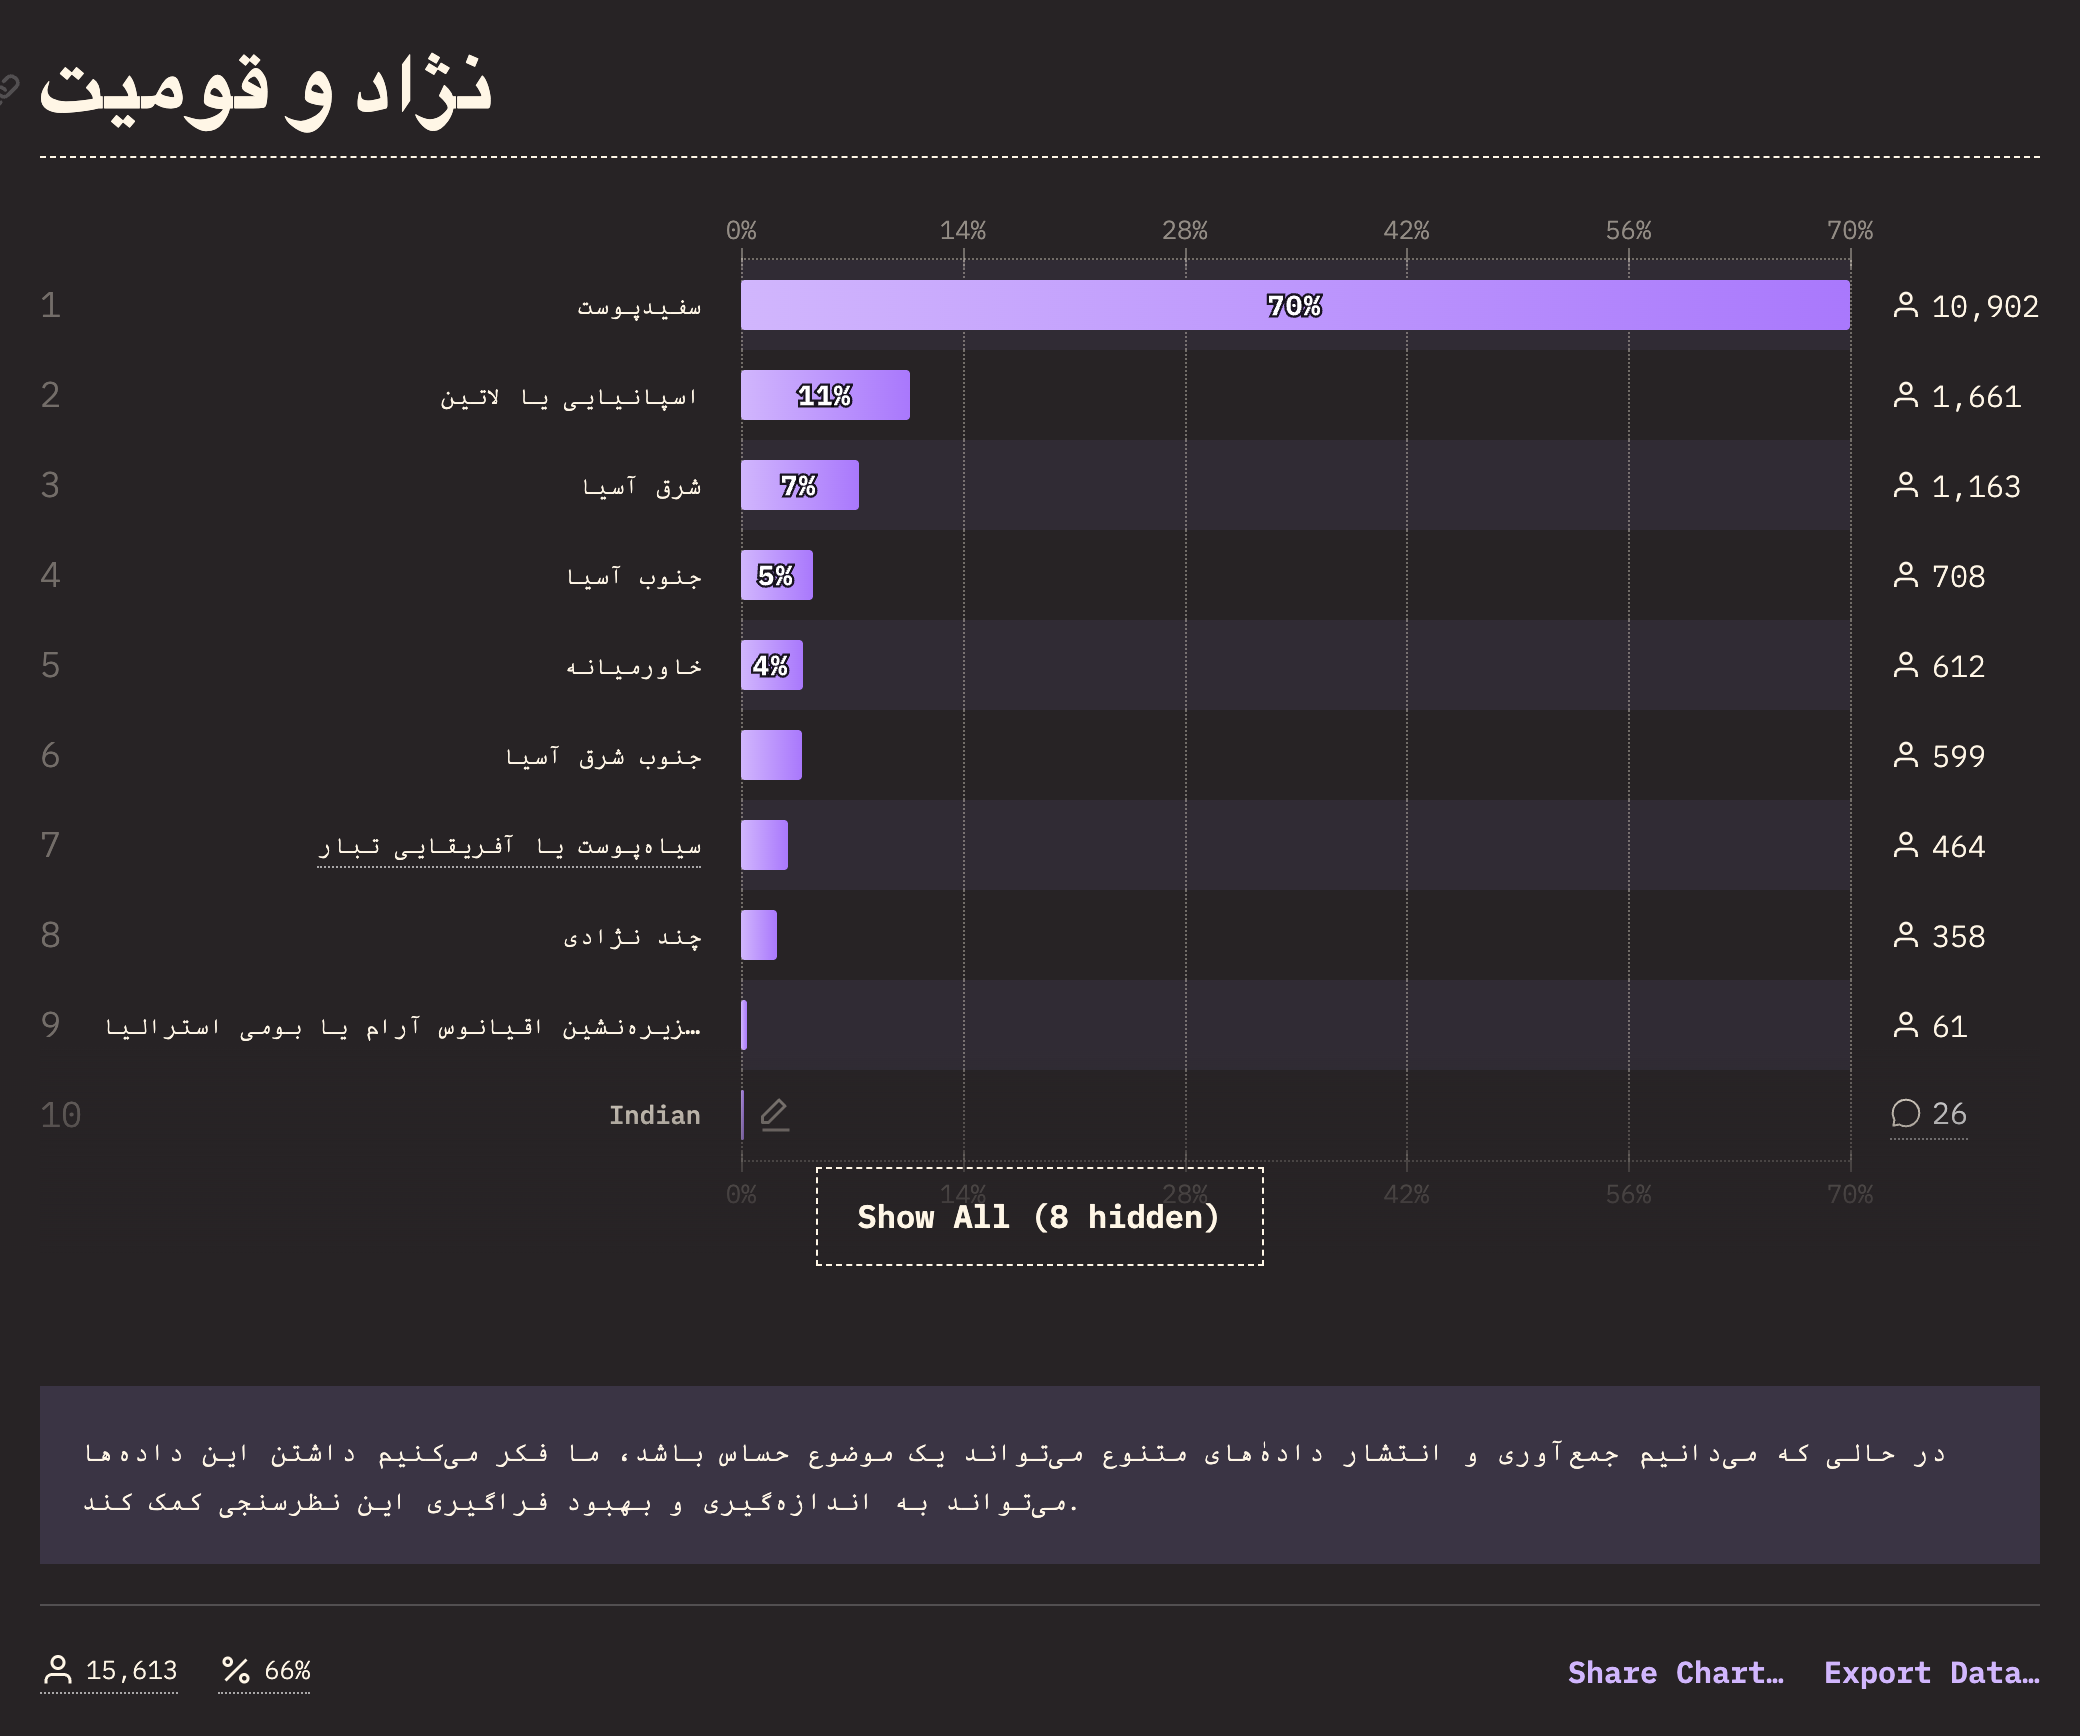 نژاد و قومیت
0% 14% 28% 42% 56% 70%
1 سفیدپوست 70% 10,902
2 اسپانیایی یا لاتین 11% 1,661
3 شرق آسیا 7% 1,163
4 جنوب آسیا 5% 708
5 خاورمیانه 4% 612
6 جنوب شرق آسیا 599
7 سیاه‌پوست یا آفریقایی تبار 464
8 چند نژادی 358
9 زیره‌نشین اقیانوس آرام یا بومی استرالیا… 61
10 Indian 26
0% 14% 28% 42% 56% 70%
Show All (8 hidden)
در حالی که می‌دانیم جمع‌آوری و انتشار داده‌هٰای متنوع می‌تواند یک موضوع حساس باشد، ما فکر می‌کنیم داشتن این داده‌ها
می‌تواند به اندازه‌گیری و بهبود فراگیری این نظرسنجی کمک کند.
15,613 66% Share Chart… Export Data…